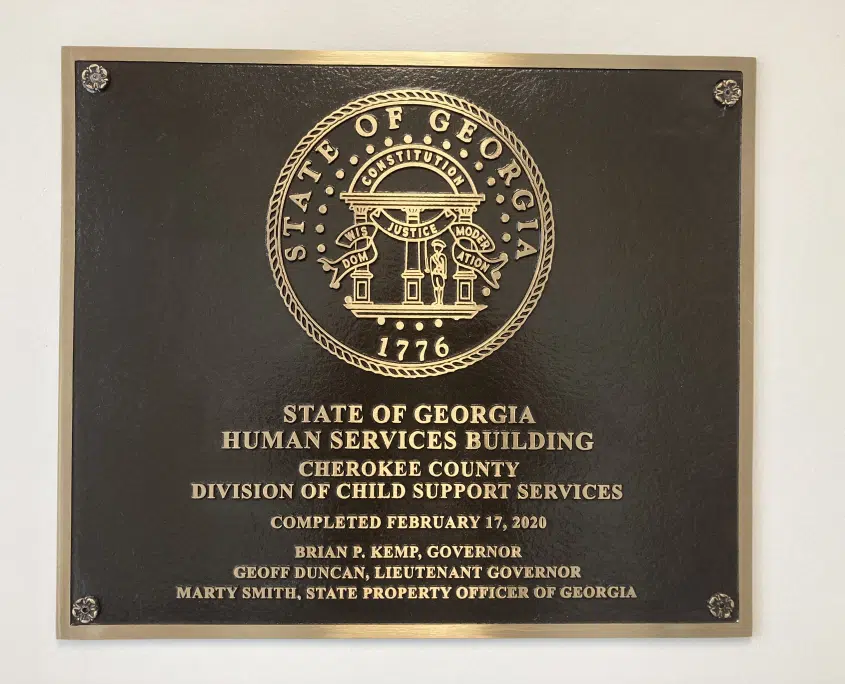 STATE OF GEORGIA
CONSTITUTION
WIS
DOM
JUSTICE
MODER
ATION
1776
STATE OF GEORGIA
HUMAN SERVICES BUILDING
CHEROKEE COUNTY
DIVISION OF CHILD SUPPORT SERVICES
COMPLETED FEBRUARY 17, 2020
BRIAN P. KEMP, GOVERNOR
GEOFF DUNCAN, LIEUTENANT GOVERNOR
MARTY SMITH, STATE PROPERTY OFFICER OF GEORGIA